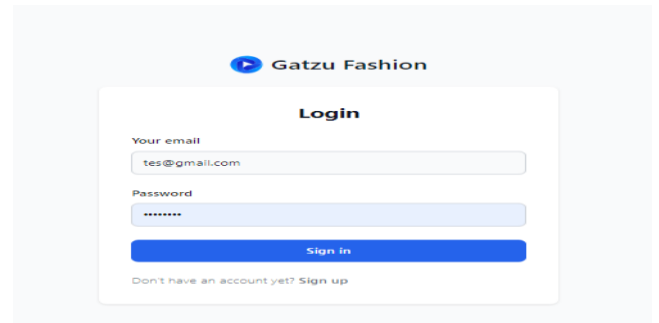 Gatzu Fashion
Login
Your email
tes@gmail.com
Password
••••••••
Sign in
Don't have an account yet? Sign up